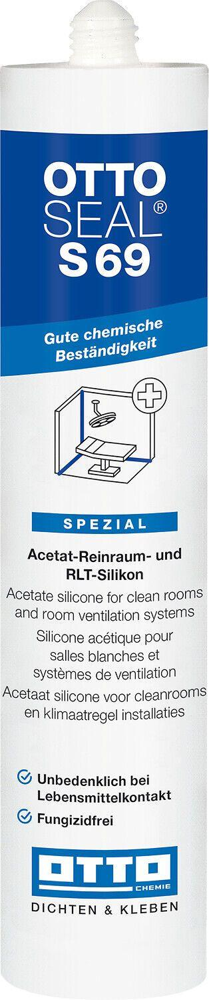 OTTO
SEAL®
S 69
Gute chemische
Beständigkeit
SPEZIAL
Acetat-Reinraum- und
RLT-Silikon
Acetate silicone for clean rooms
and room ventilation systems
Silicone acétique pour
salles blanches et
systèmes de ventilation
Acetaat silicone voor cleanrooms
en klimaatregel installaties
Unbedenklich bei
Lebensmittelkontakt
Fungizidfrei
OTTO
CHEMIE
DICHTEN & KLEBEN